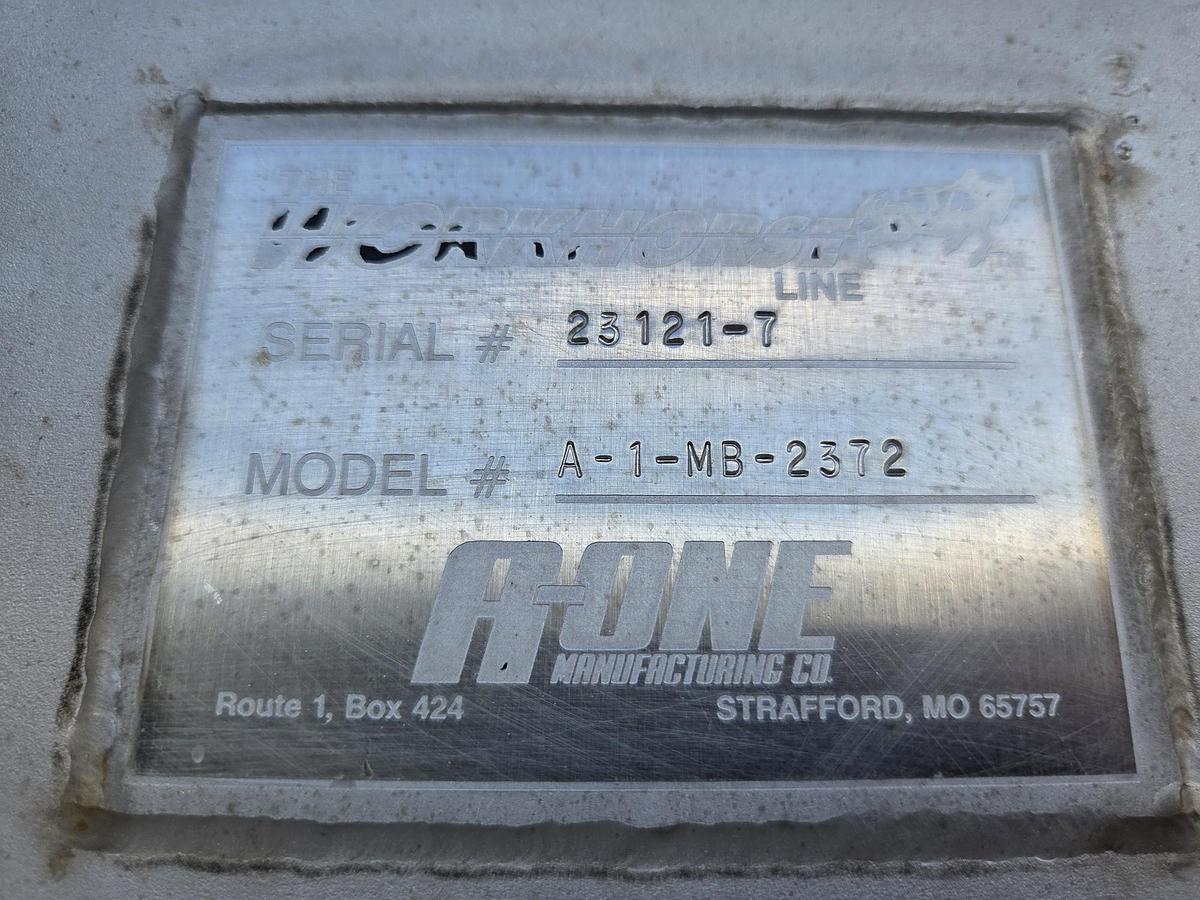 THE
WORKHORSE
LINE
SERIAL # 23121-7
MODEL # A-1-MB-2372
A-ONE
MANUFACTURING CO.
Route 1, Box 424 STRAFFORD, MO 65757